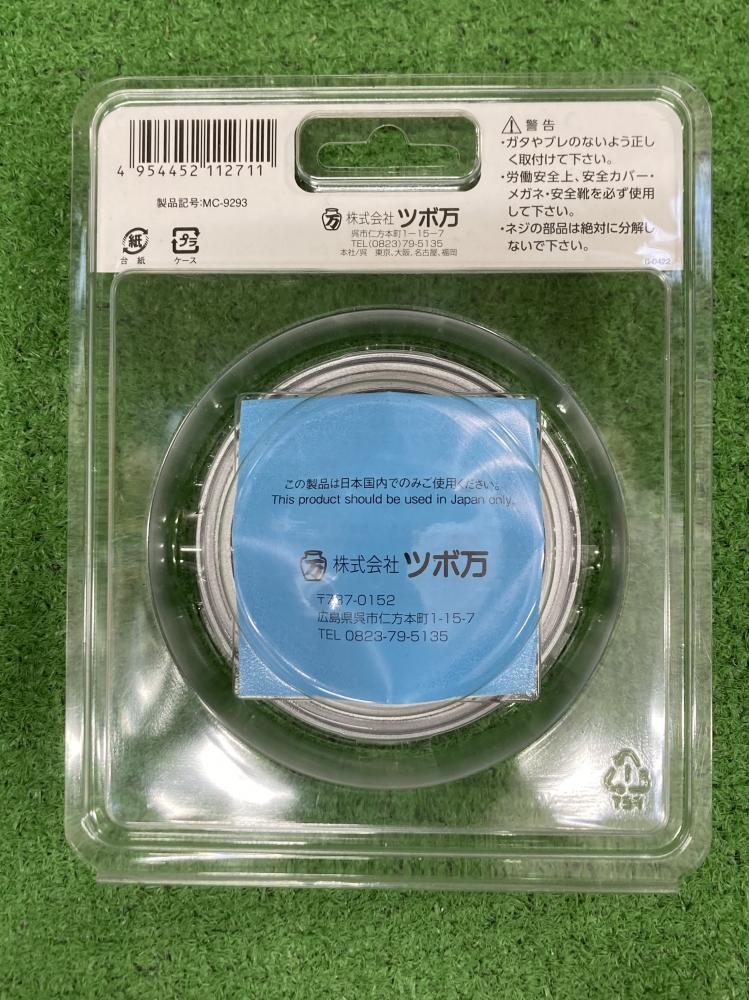 4 954452 112711
製品記号:MC-9293
紙
台 紙
プラ
ケース
万 株式会社 ツボ万
呉市仁方本町1-15-7
TEL(0823)79-5135
本社/呉 東京、大阪、名古屋、福岡
警告
・ガタやブレのないよう正し
く取付けて下さい。
・労働安全上、安全カバー・
メガネ・安全靴を必ず使用
して下さい。
・ネジの部品は絶対に分解し
ないで下さい。
G-0422
この製品は日本国内でのみご使用ください。
This product should be used in Japan only.
万 株式会社 ツボ万
〒737-0152
広島県呉市仁方本町1-15-7
TEL 0823-79-5135
1